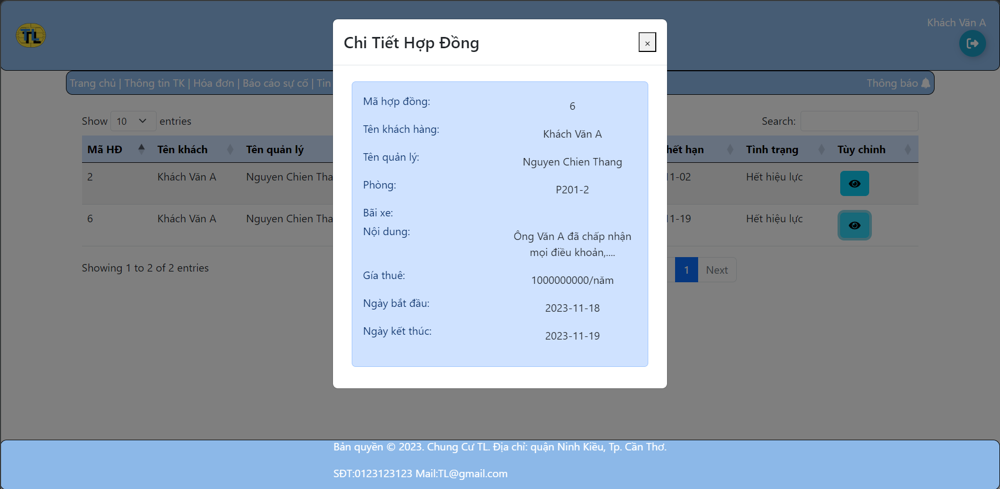 TL
Khách Văn A
Chi Tiết Hợp Đồng
×
Trang chủ | Thông tin TK | Hóa đơn | Báo cáo sự cố | Tin
Thông báo
Show 10 entries
Search:
Mã HĐ Tên khách Tên quản lý hết hạn Tình trạng Tùy chỉnh
2 Khách Văn A Nguyen Chien Tha 11-02 Hết hiệu lực
6 Khách Văn A Nguyen Chien Tha 11-19 Hết hiệu lực
Showing 1 to 2 of 2 entries
1 Next
Mã hợp đồng: 6
Tên khách hàng: Khách Văn A
Tên quản lý: Nguyen Chien Thang
Phòng: P201-2
Bãi xe:
Nội dung: Ông Văn A đã chấp nhận
mọi điều khoản,....
Gía thuê: 1000000000/năm
Ngày bắt đầu: 2023-11-18
Ngày kết thúc: 2023-11-19
Bản quyền © 2023. Chung Cư TL. Địa chỉ: quận Ninh Kiều, Tp. Cần Thơ.
SĐT:0123123123 Mail:TL@gmail.com